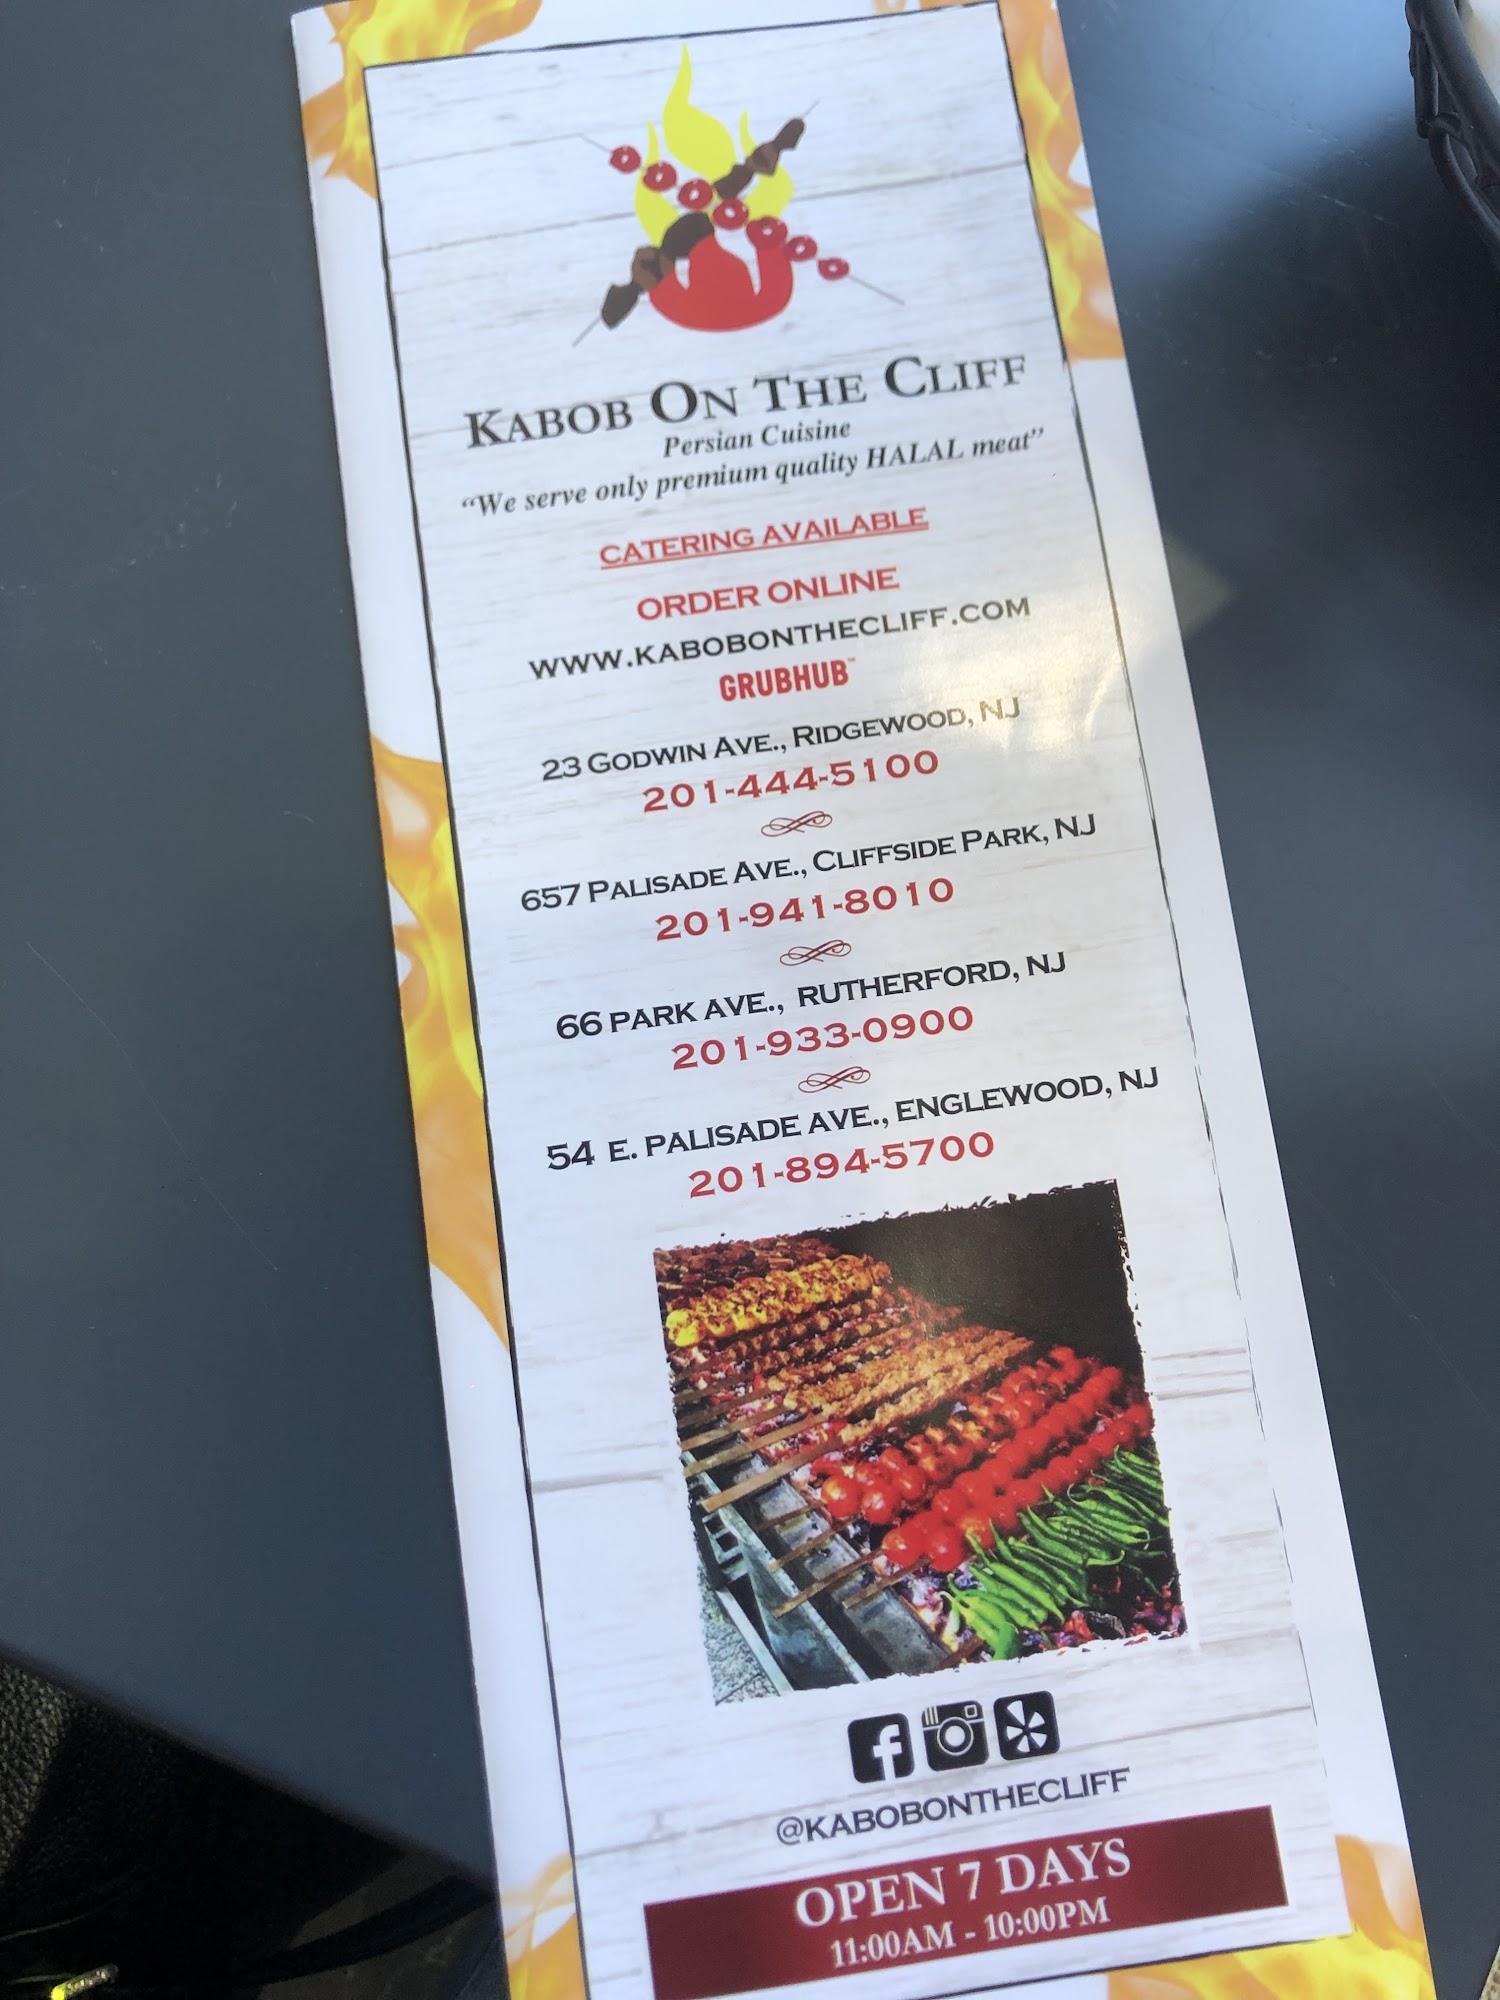 KABOB ON THE CLIFF
Persian Cuisine
“We serve only premium quality HALAL meat”
CATERING AVAILABLE
ORDER ONLINE
WWW.KABOBONTHECLIFF.COM
GRUBHUB™
23 GODWIN AVE., RIDGEWOOD, NJ
201-444-5100
657 PALISADE AVE., CLIFFSIDE PARK, NJ
201-941-8010
66 PARK AVE., RUTHERFORD, NJ
201-933-0900
54 E. PALISADE AVE., ENGLEWOOD, NJ
201-894-5700
@KABOBONTHECLIFF
OPEN 7 DAYS
11:00AM - 10:00PM